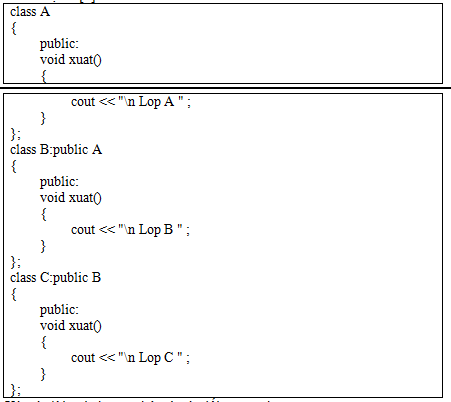 class A
{
public:
void xuat()
{
cout << "\n Lop A " ;
}
};
class B:public A
{
public:
void xuat()
{
cout << "\n Lop B " ;
}
};
class C:public B
{
public:
void xuat()
{
cout << "\n Lop C " ;
}
};